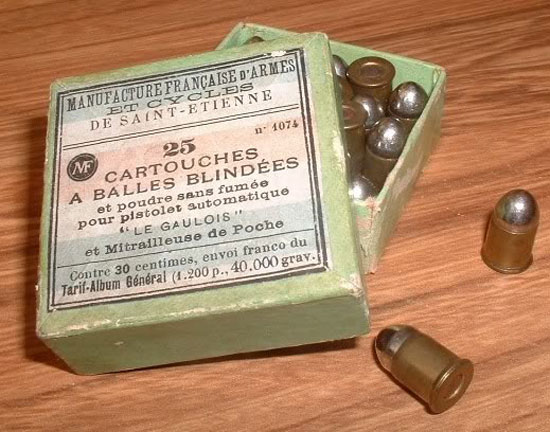 MANUFACTURE FRANÇAISE D'ARMES
ET CYCLES
DE SAINT-ETIENNE
n° 1074
25
MF
CARTOUCHES
A BALLES BLINDÉES
et poudre sans fumée
pour pistolet automatique
"LE GAULOIS"
et Mitrailleuse de Poche
Contre 30 centimes, envoi franco du
Tarif-Album Général (1.200 p., 40.000 grav.)